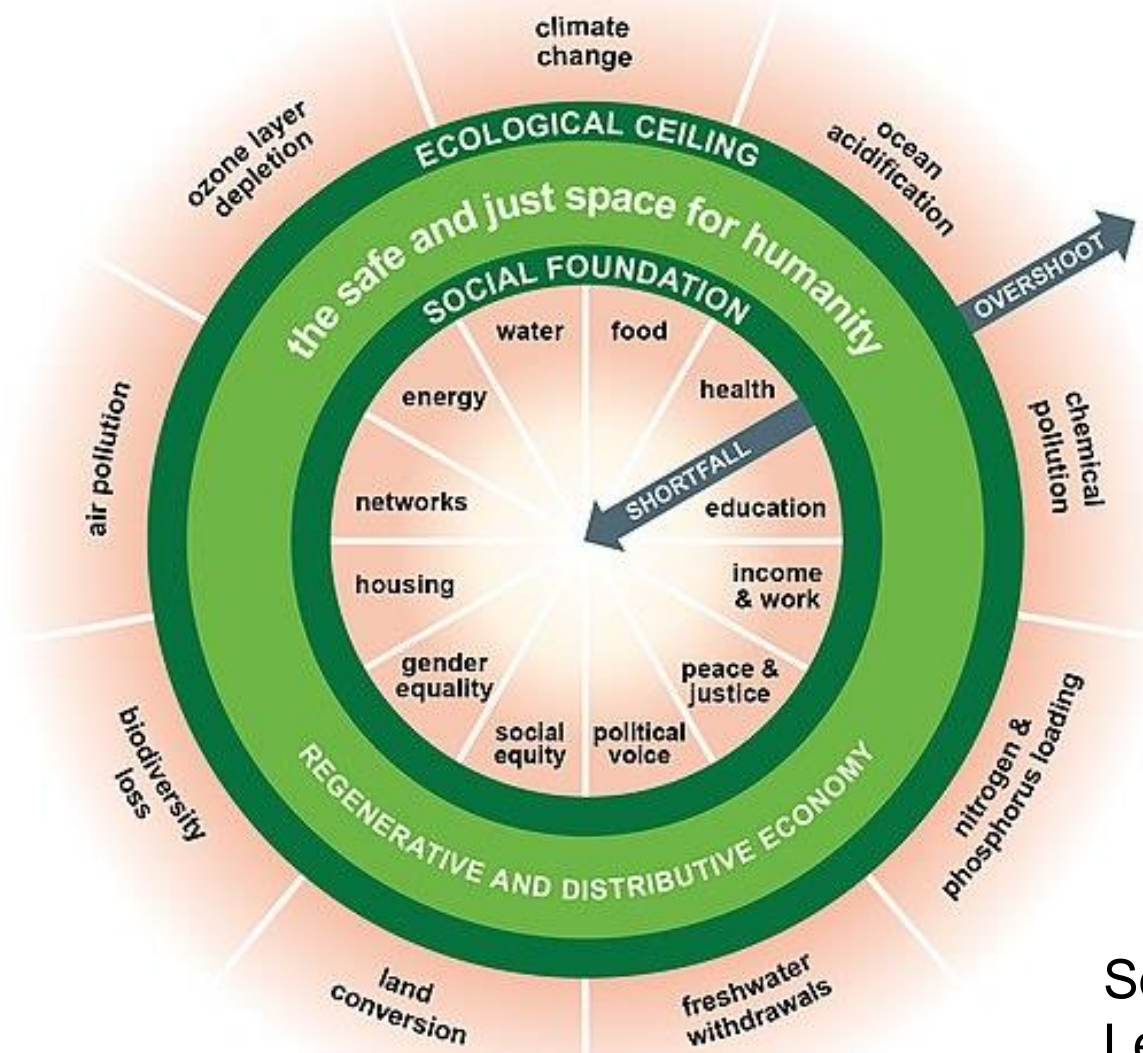 climate
change
ocean
acidification
OVERSHOOT
chemical
pollution
nitrogen &
phosphorus loading
freshwater
withdrawals
land
conversion
biodiversity
loss
air pollution
ozone layer
depletion
ECOLOGICAL CEILING
the safe and just space for humanity
SOCIAL FOUNDATION
water
food
health
SHORTFALL
education
income
& work
peace &
justice
political
voice
social
equity
gender
equality
housing
networks
energy
REGENERATIVE AND DISTRIBUTIVE ECONOMY